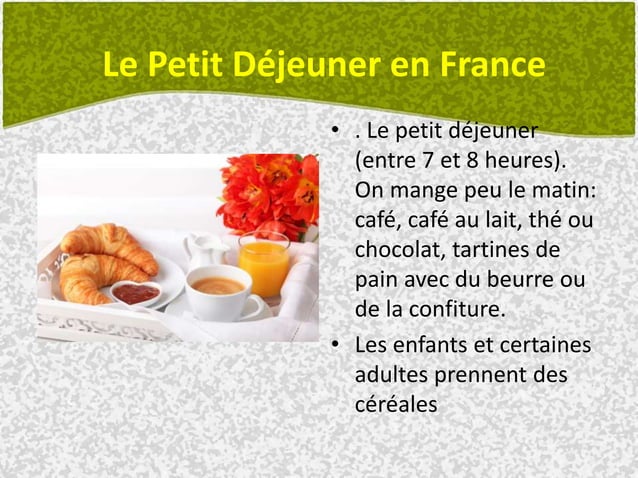 Le Petit Déjeuner en France
• . Le petit déjeuner
(entre 7 et 8 heures).
On mange peu le matin:
café, café au lait, thé ou
chocolat, tartines de
pain avec du beurre ou
de la confiture.
• Les enfants et certaines
adultes prennent des
céréales